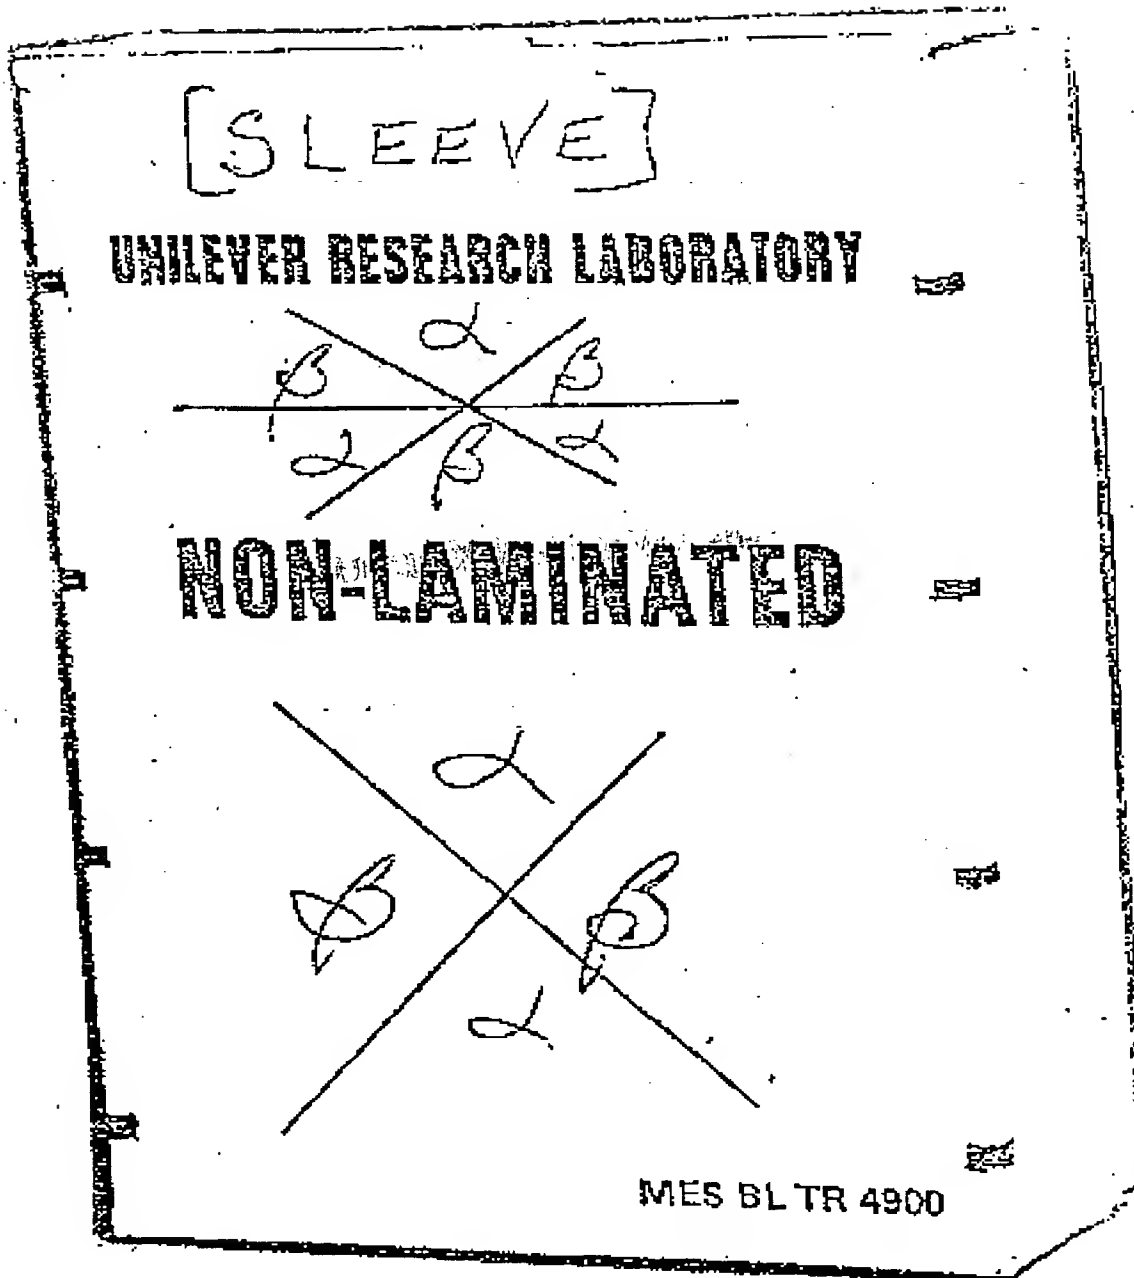 [SLEEVE]
UNILEVER RESEARCH LABORATORY
α
β β
α β α
NON-LAMINATED
α
β β
α
MES BL TR 4900